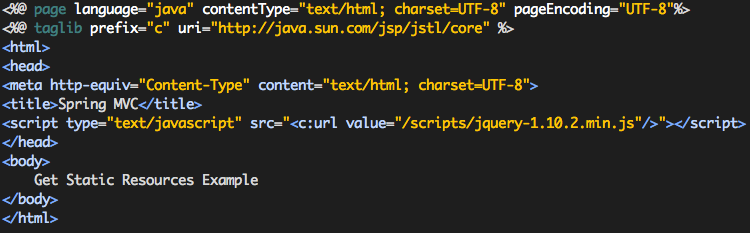 <%@ page language="java" contentType="text/html; charset=UTF-8" pageEncoding="UTF-8"%>
<%@ taglib prefix="c" uri="http://java.sun.com/jsp/jstl/core" %>
<html>
<head>
<meta http-equiv="Content-Type" content="text/html; charset=UTF-8">
<title>Spring MVC</title>
<script type="text/javascript" src="<c:url value="/scripts/jquery-1.10.2.min.js"/>"></script>
</head>
<body>
    Get Static Resources Example
</body>
</html>